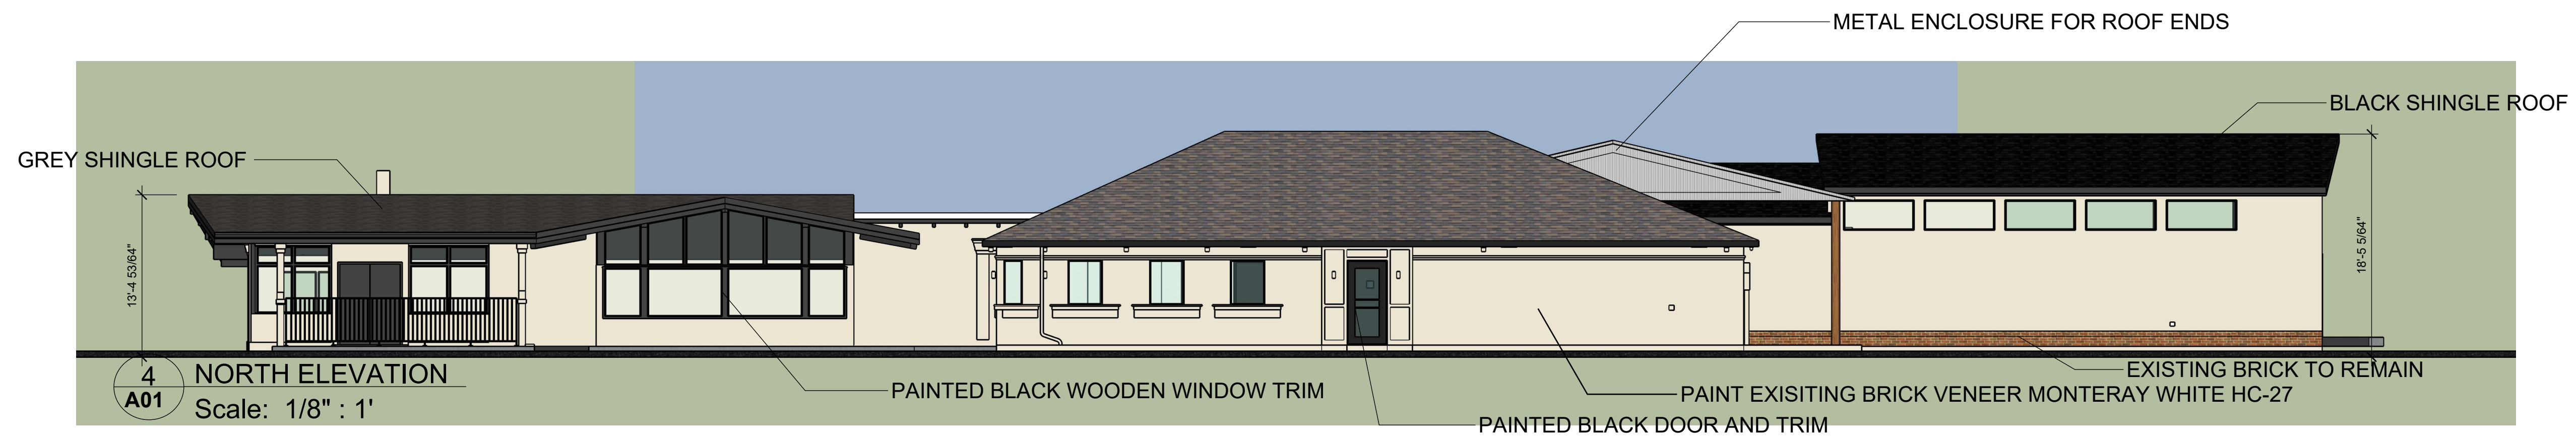 METAL ENCLOSURE FOR ROOF ENDS
BLACK SHINGLE ROOF
GREY SHINGLE ROOF
13'-4 53/64"
18'-5 5/64"
4
A01
NORTH ELEVATION
Scale: 1/8" : 1'
PAINTED BLACK WOODEN WINDOW TRIM
EXISTING BRICK TO REMAIN
PAINT EXISITING BRICK VENEER MONTERAY WHITE HC-27
PAINTED BLACK DOOR AND TRIM